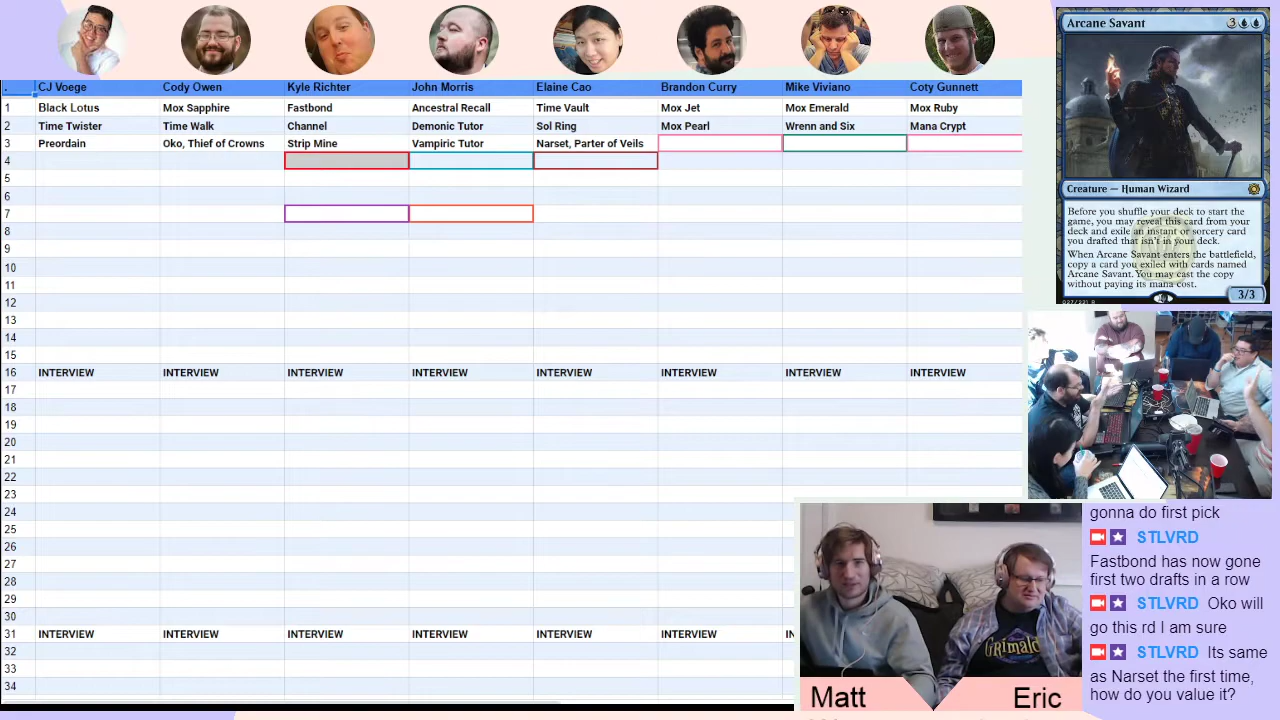 . CJ Voege Cody Owen Kyle Richter John Morris Elaine Cao Brandon Curry Mike Viviano Coty Gunnett
1 Black Lotus Mox Sapphire Fastbond Ancestral Recall Time Vault Mox Jet Mox Emerald Mox Ruby
2 Time Twister Time Walk Channel Demonic Tutor Sol Ring Mox Pearl Wrenn and Six Mana Crypt
3 Preordain Oko, Thief of Crowns Strip Mine Vampiric Tutor Narset, Parter of Veils
4
5
6
7
8
9
10
11
12
13
14
15
16 INTERVIEW INTERVIEW INTERVIEW INTERVIEW INTERVIEW INTERVIEW INTERVIEW INTERVIEW
17
18
19
20
21
22
23
24
25
26
27
28
29
30
31 INTERVIEW INTERVIEW INTERVIEW INTERVIEW INTERVIEW INTERVIEW IN
32
33
34
Arcane Savant 3
Creature — Human Wizard
Before you shuffle your deck to start the
game, you may reveal this card from your
deck and exile an instant or sorcery card
you drafted that isn't in your deck.
When Arcane Savant enters the battlefield,
copy a card you exiled with cards named
Arcane Savant. You may cast the copy
without paying its mana cost.
3/3
gonna do first pick
STLVRD
Fastbond has now gone
first two drafts in a row
STLVRD Oko will
go this rd I am sure
STLVRD Its same
as Narset the first time,
how do you value it?
Grimald
Matt Eric